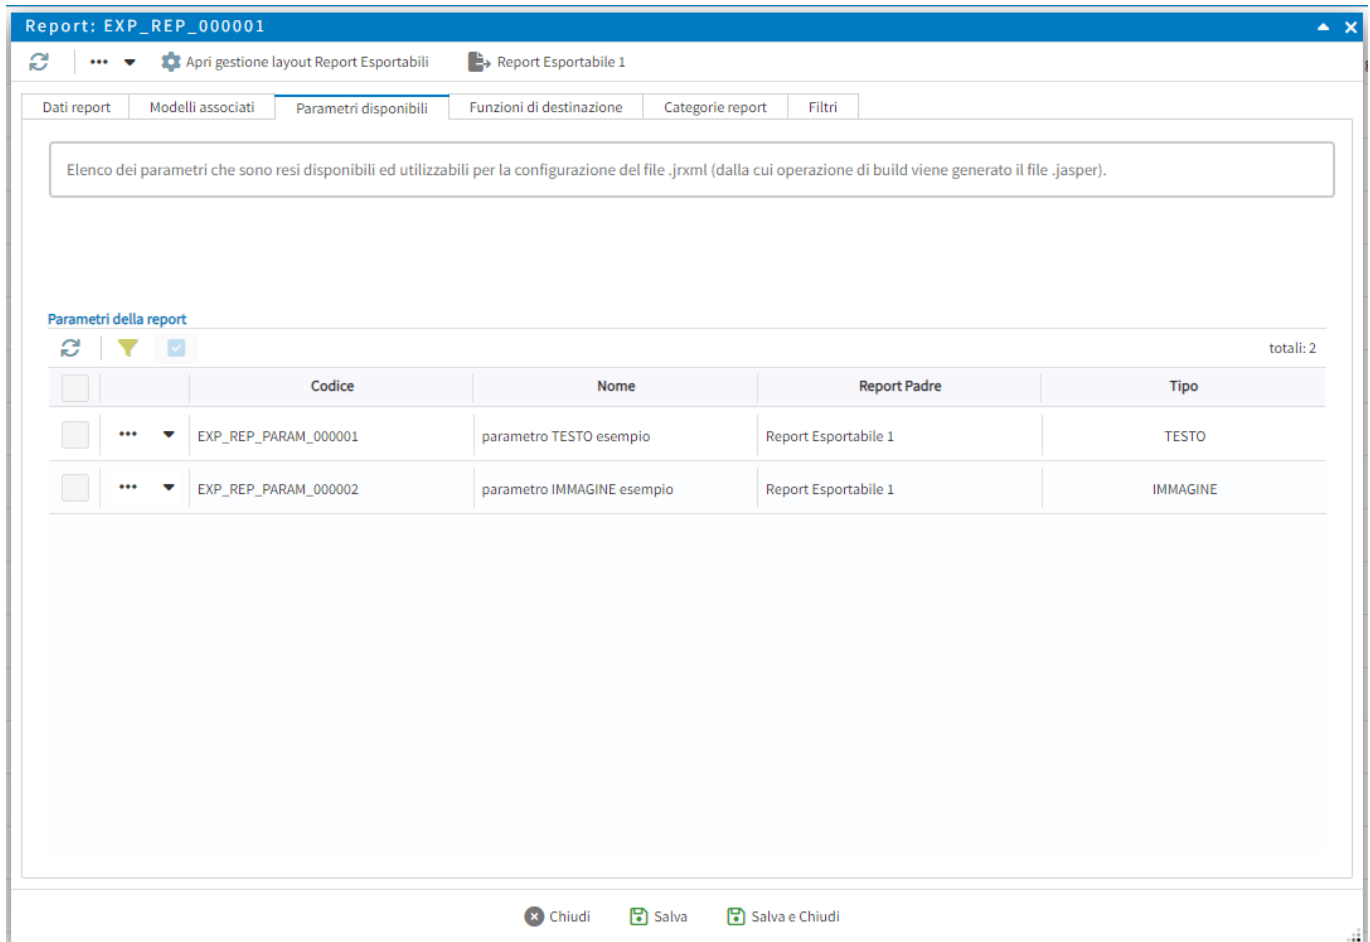 Report: EXP_REP_000001
Apri gestione layout Report Esportabili Report Esportabile 1
Dati report Modelli associati Parametri disponibili Funzioni di destinazione Categorie report Filtri
Elenco dei parametri che sono resi disponibili ed utilizzabili per la configurazione del file .jrxml (dalla cui operazione di build viene generato il file .jasper).
Parametri della report
totali: 2
Codice Nome Report Padre Tipo
EXP_REP_PARAM_000001 parametro TESTO esempio Report Esportabile 1 TESTO
EXP_REP_PARAM_000002 parametro IMMAGINE esempio Report Esportabile 1 IMMAGINE
Chiudi Salva Salva e Chiudi